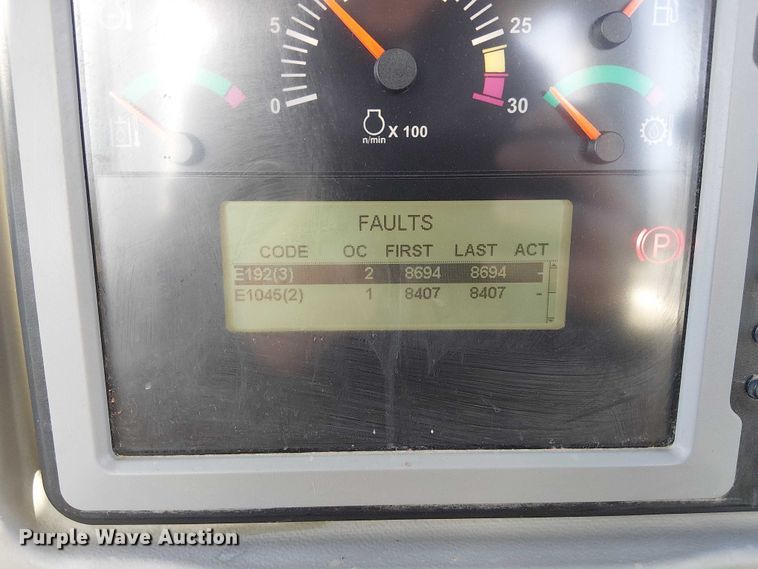 5
25
0
30
n/min X 100
FAULTS
CODE OC FIRST LAST ACT
E192(3) 2 8694 8694 -
E1045(2) 1 8407 8407 -
P
Purple Wave Auction